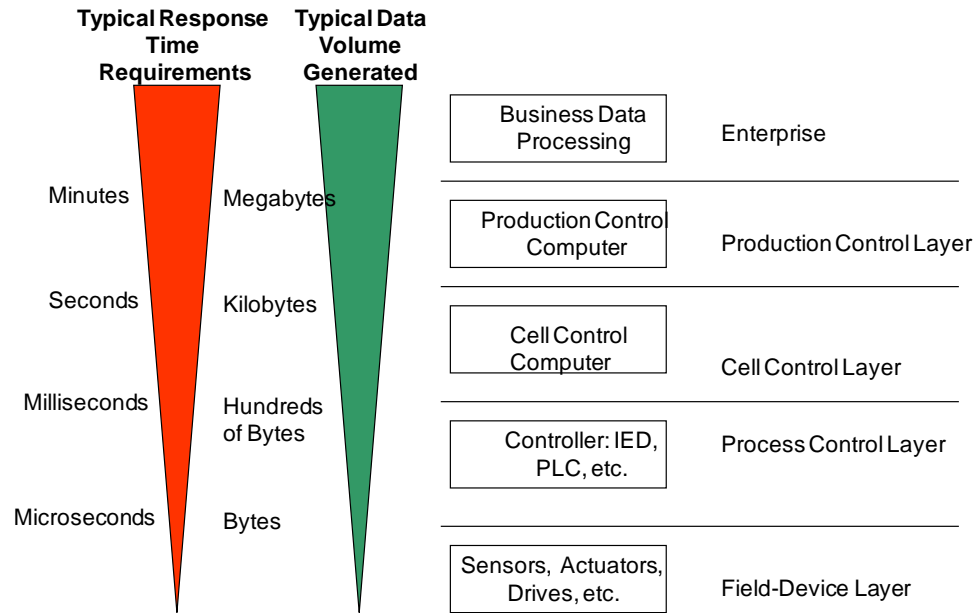 Typical Response
Time
Requirements
Typical Data
Volume
Generated
Business Data
Processing
Enterprise
Minutes
Megabytes
Production Control
Computer
Production Control Layer
Seconds
Kilobytes
Cell Control
Computer
Cell Control Layer
Milliseconds
Hundreds
of Bytes
Controller: IED,
PLC, etc.
Process Control Layer
Microseconds
Bytes
Sensors, Actuators,
Drives, etc.
Field-Device Layer